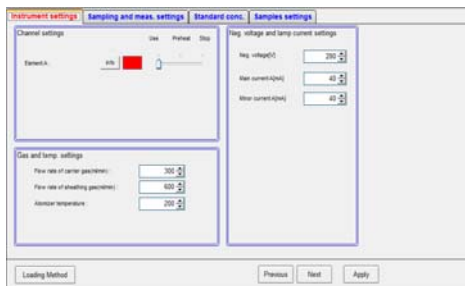 Instrument settings Sampling and meas. settings Standard conc. Samples settings
Channel settings
Use Preheat Stop
Element A: Info
Gas and temp. settings
Flow rate of carrier gas(ml/min): 300
Flow rate of sheathing gas(ml/min): 600
Atomizer temperature: 200
Neg. voltage and lamp current settings
Neg. voltage[V] 280
Main current A[mA] 40
Minor current A[mA] 40
Loading Method Previous Next Apply